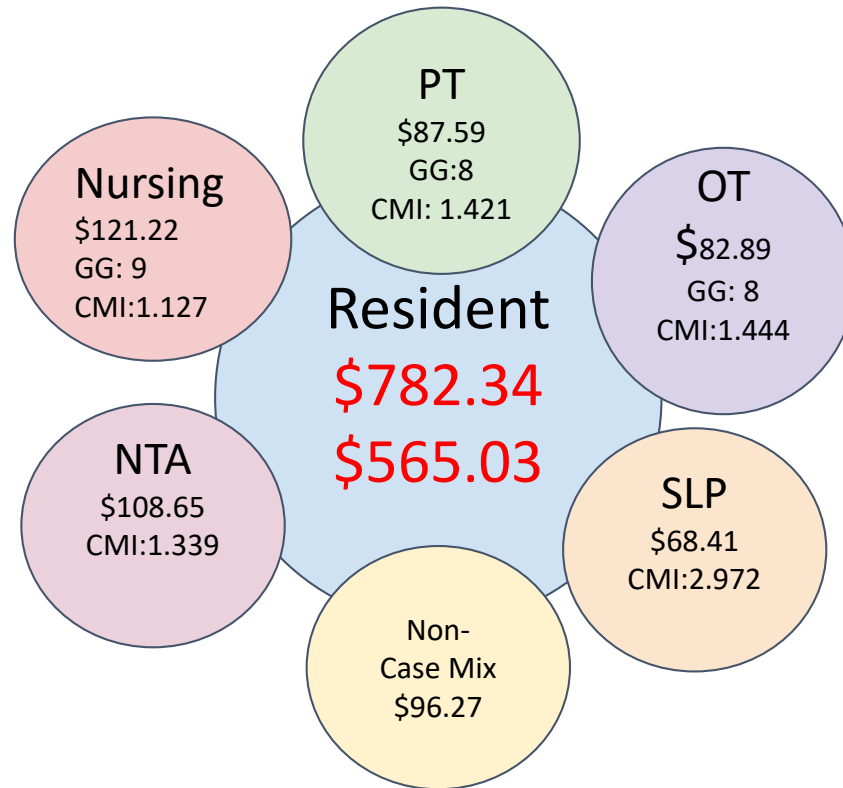 PT
$87.59
GG:8
CMI: 1.421
Nursing
$121.22
GG: 9
CMI:1.127
OT
$82.89
GG: 8
CMI:1.444
Resident
$782.34
$565.03
NTA
$108.65
CMI:1.339
SLP
$68.41
CMI:2.972
Non-
Case Mix
$96.27